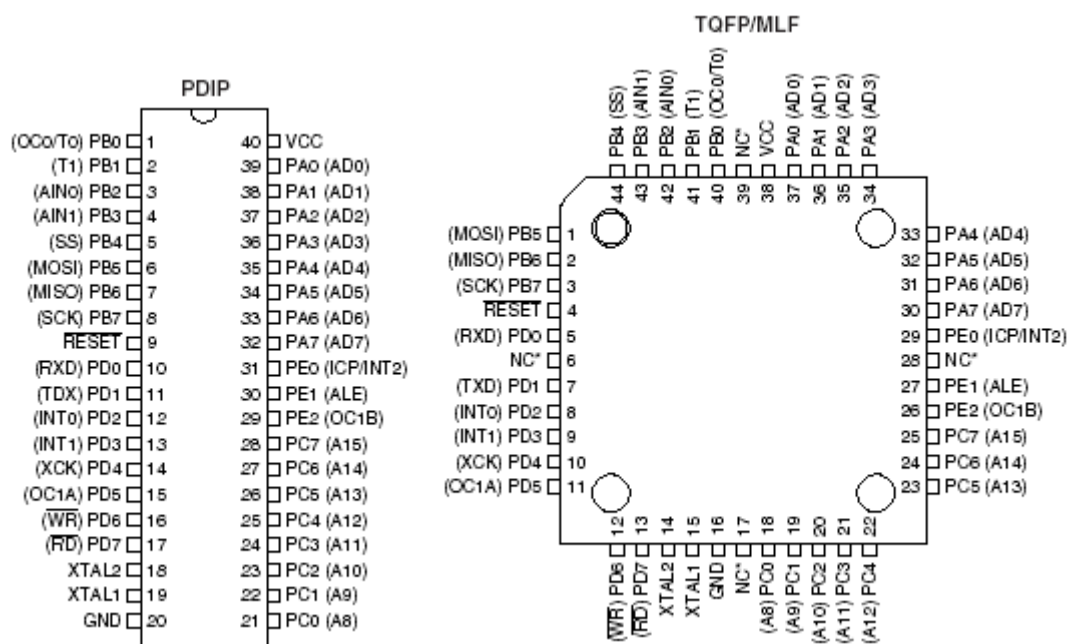 TQFP/MLF
PDIP
(OC0/T0) PB0 1 40 VCC
(T1) PB1 2 39 PA0 (AD0)
(AIN0) PB2 3 38 PA1 (AD1)
(AIN1) PB3 4 37 PA2 (AD2)
(SS) PB4 5 36 PA3 (AD3)
(MOSI) PB5 6 35 PA4 (AD4)
(MISO) PB6 7 34 PA5 (AD5)
(SCK) PB7 8 33 PA6 (AD6)
RESET 9 32 PA7 (AD7)
(RXD) PD0 10 31 PE0 (ICP/INT2)
(TDX) PD1 11 30 PE1 (ALE)
(INT0) PD2 12 29 PE2 (OC1B)
(INT1) PD3 13 28 PC7 (A15)
(XCK) PD4 14 27 PC6 (A14)
(OC1A) PD5 15 26 PC5 (A13)
(WR) PD6 16 25 PC4 (A12)
(RD) PD7 17 24 PC3 (A11)
XTAL2 18 23 PC2 (A10)
XTAL1 19 22 PC1 (A9)
GND 20 21 PC0 (A8)
PB4 (SS) 44
PB3 (AIN1) 43
PB2 (AIN0) 42
PB1 (T1) 41
PB0 (OC0/T0) 40
NC* 39
VCC 38
PA0 (AD0) 37
PA1 (AD1) 36
PA2 (AD2) 35
PA3 (AD3) 34
(MOSI) PB5 1 33 PA4 (AD4)
(MISO) PB6 2 32 PA5 (AD5)
(SCK) PB7 3 31 PA6 (AD6)
RESET 4 30 PA7 (AD7)
(RXD) PD0 5 29 PE0 (ICP/INT2)
NC* 6 28 NC*
(TXD) PD1 7 27 PE1 (ALE)
(INT0) PD2 8 26 PE2 (OC1B)
(INT1) PD3 9 25 PC7 (A15)
(XCK) PD4 10 24 PC6 (A14)
(OC1A) PD5 11 23 PC5 (A13)
(WR) PD6 12
(RD) PD7 13
XTAL2 14
XTAL1 15
GND 16
NC* 17
(A8) PC0 18
(A9) PC1 19
(A10) PC2 20
(A11) PC3 21
(A12) PC4 22